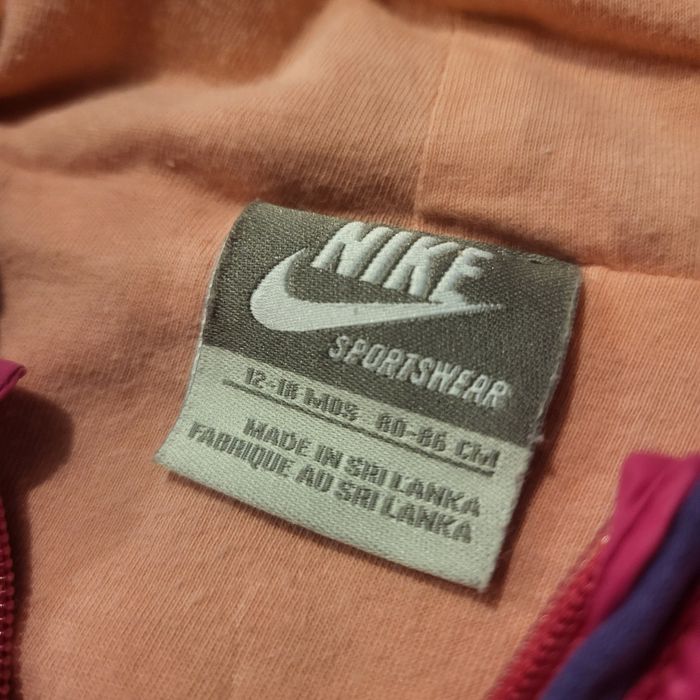 NIKE
SPORTSWEAR
12-18 MOS 80-86 CM
MADE IN SRI LANKA
FABRIQUE AU SRI LANKA